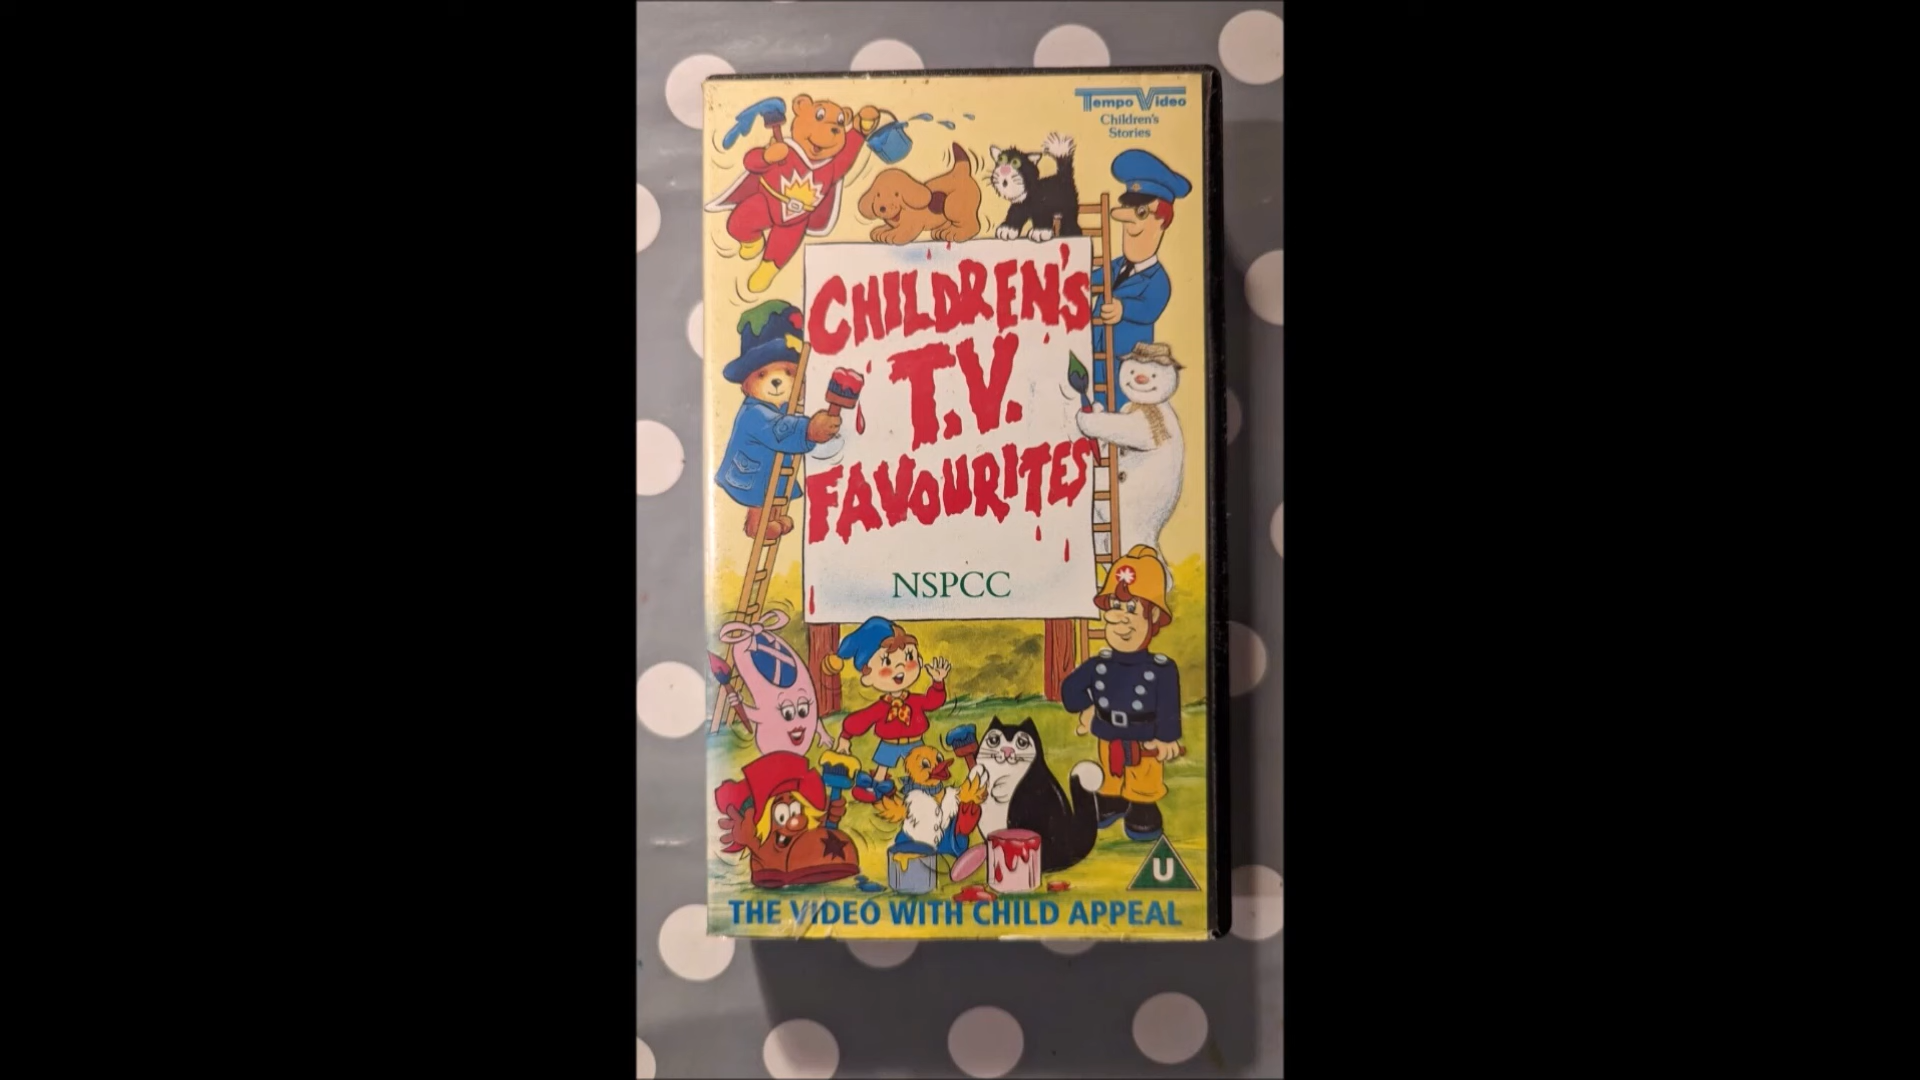 Tempo Video
Children's
Stories
CHILDREN'S
T.V.
FAVOURITES
NSPCC
U
THE VIDEO WITH CHILD APPEAL